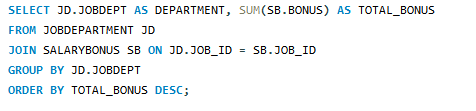 SELECT JD.JOBDEPT AS DEPARTMENT, SUM(SB.BONUS) AS TOTAL_BONUS
FROM JOBDEPARTMENT JD
JOIN SALARYBONUS SB ON JD.JOB_ID = SB.JOB_ID
GROUP BY JD.JOBDEPT
ORDER BY TOTAL_BONUS DESC;